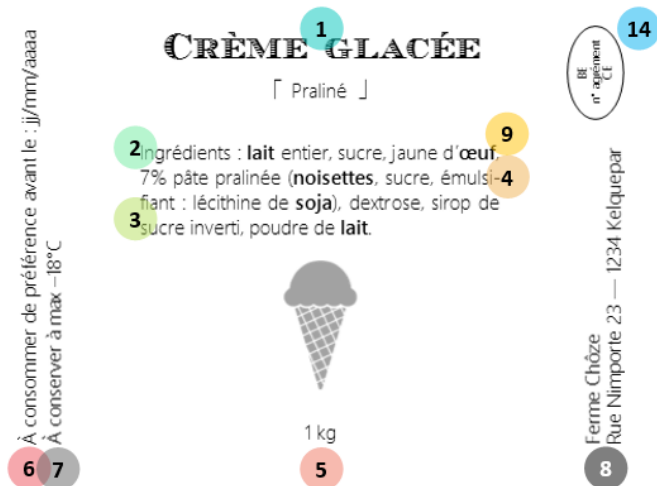 1
14
CRÈME GLACÉE
Praliné
BE
n° agrément
CE
2
9
Ingrédients : lait entier, sucre, jaune d'œuf,
7% pâte pralinée (noisettes, sucre, émulsi-
4
fiant : lécithine de soja), dextrose, sirop de
3
sucre inverti, poudre de lait.
À consommer de préférence avant le : jj/mm/aaaa
À conserver à max –18°C
1 kg
Ferme Chôze
Rue Nimporte 23 — 1234 Kelquepar
6
7
5
8